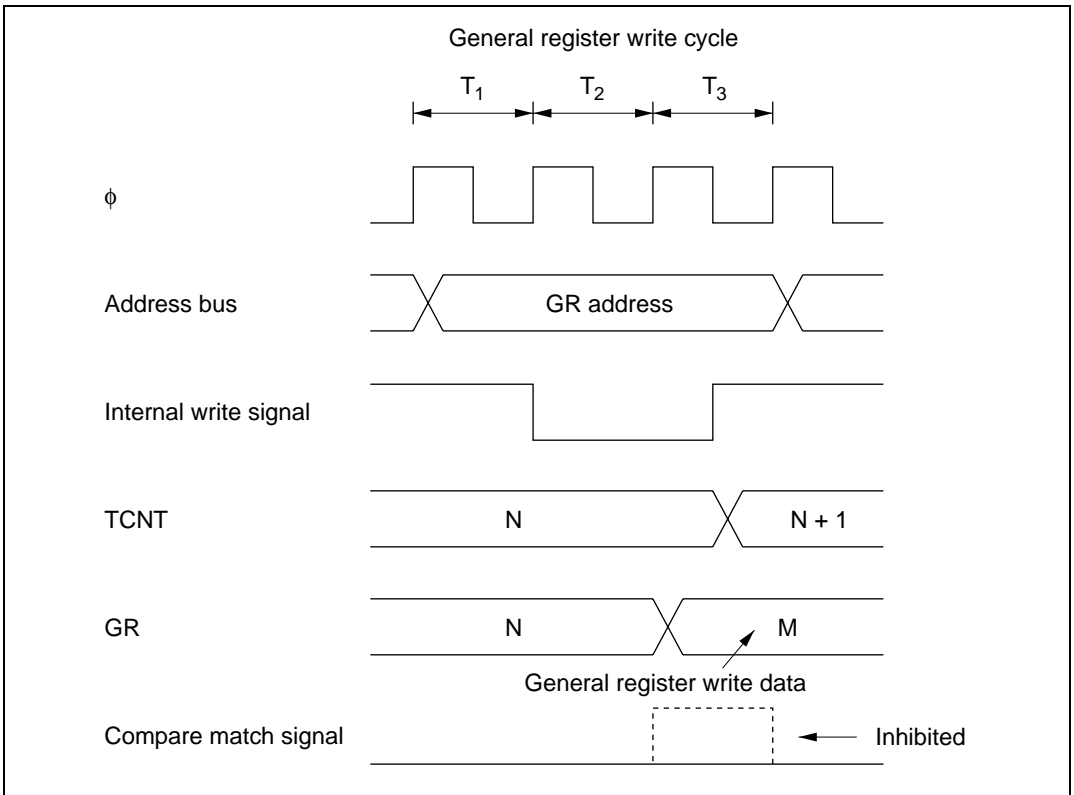 General register write cycle
T1 T2 T3
ϕ
Address bus GR address
Internal write signal
TCNT N N + 1
GR N M
General register write data
Compare match signal Inhibited